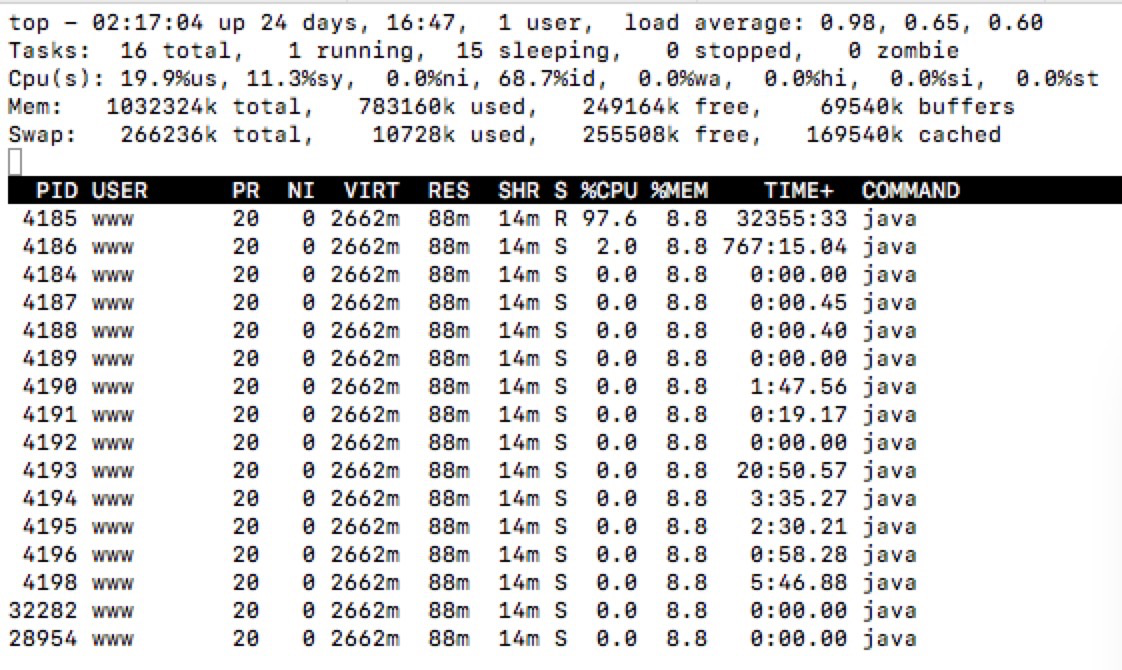 top - 02:17:04 up 24 days, 16:47,  1 user,  load average: 0.98, 0.65, 0.60
Tasks:  16 total,   1 running,  15 sleeping,   0 stopped,   0 zombie
Cpu(s): 19.9%us, 11.3%sy,  0.0%ni, 68.7%id,  0.0%wa,  0.0%hi,  0.0%si,  0.0%st
Mem:   1032324k total,   783160k used,   249164k free,    69540k buffers
Swap:   266236k total,    10728k used,   255508k free,   169540k cached
  PID USER      PR  NI  VIRT  RES  SHR S %CPU %MEM    TIME+  COMMAND
 4185 www       20   0 2662m  88m  14m R 97.6  8.8  32355:33 java
 4186 www       20   0 2662m  88m  14m S  2.0  8.8 767:15.04 java
 4184 www       20   0 2662m  88m  14m S  0.0  8.8   0:00.00 java
 4187 www       20   0 2662m  88m  14m S  0.0  8.8   0:00.45 java
 4188 www       20   0 2662m  88m  14m S  0.0  8.8   0:00.40 java
 4189 www       20   0 2662m  88m  14m S  0.0  8.8   0:00.00 java
 4190 www       20   0 2662m  88m  14m S  0.0  8.8   1:47.56 java
 4191 www       20   0 2662m  88m  14m S  0.0  8.8   0:19.17 java
 4192 www       20   0 2662m  88m  14m S  0.0  8.8   0:00.00 java
 4193 www       20   0 2662m  88m  14m S  0.0  8.8  20:50.57 java
 4194 www       20   0 2662m  88m  14m S  0.0  8.8   3:35.27 java
 4195 www       20   0 2662m  88m  14m S  0.0  8.8   2:30.21 java
 4196 www       20   0 2662m  88m  14m S  0.0  8.8   0:58.28 java
 4198 www       20   0 2662m  88m  14m S  0.0  8.8   5:46.88 java
32282 www       20   0 2662m  88m  14m S  0.0  8.8   0:00.00 java
28954 www       20   0 2662m  88m  14m S  0.0  8.8   0:00.00 java